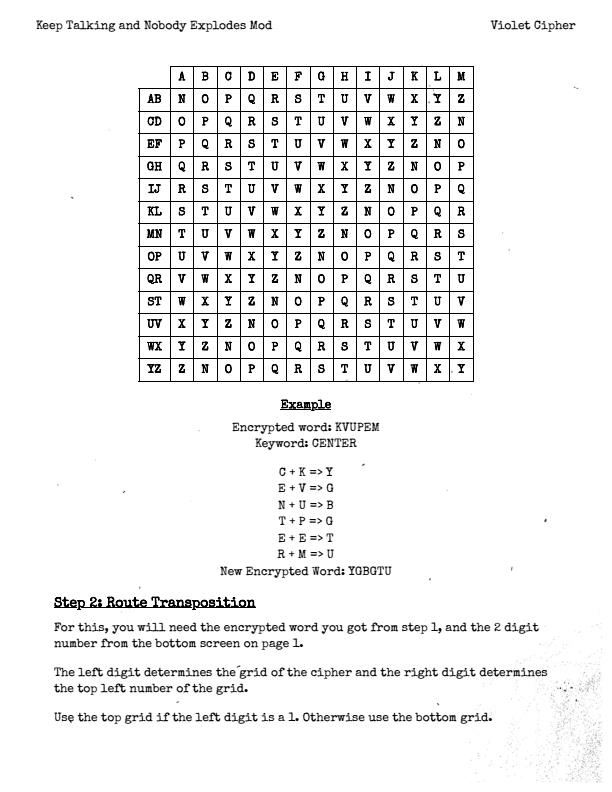 Keep Talking and Nobody Explodes Mod Violet Cipher
A B C D E F G H I J K L M
AB N O P Q R S T U V W X Y Z
CD O P Q R S T U V W X Y Z N
EF P Q R S T U V W X Y Z N O
GH Q R S T U V W X Y Z N O P
IJ R S T U V W X Y Z N O P Q
KL S T U V W X Y Z N O P Q R
MN T U V W X Y Z N O P Q R S
OP U V W X Y Z N O P Q R S T
QR V W X Y Z N O P Q R S T U
ST W X Y Z N O P Q R S T U V
UV X Y Z N O P Q R S T U V W
WX Y Z N O P Q R S T U V W X
YZ Z N O P Q R S T U V W X Y
Example
Encrypted word: KVUPEM
Keyword: CENTER
C + K => Y
E + V => G
N + U => B
T + P => G
E + E => T
R + M => U
New Encrypted Word: YGBGTU
Step 2: Route Transposition
For this, you will need the encrypted word you got from step 1, and the 2 digit
number from the bottom screen on page 1.
The left digit determines the grid of the cipher and the right digit determines
the top left number of the grid.
Use the top grid if the left digit is a 1. Otherwise use the bottom grid.